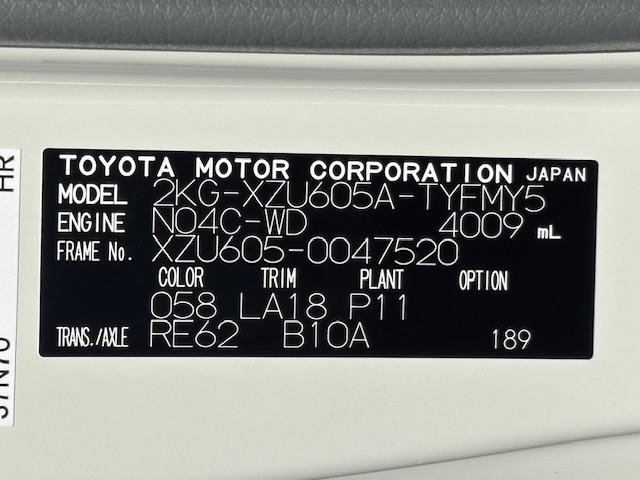 TOYOTA MOTOR CORPORATION JAPAN
MODEL 2KG-XZU605A-TYFMY5
ENGINE N04C-WD 4009 mL
FRAME No. XZU605-0047520
COLOR TRIM PLANT OPTION
058 LA18 P11
TRANS./AXLE RE62 B10A 189
HR